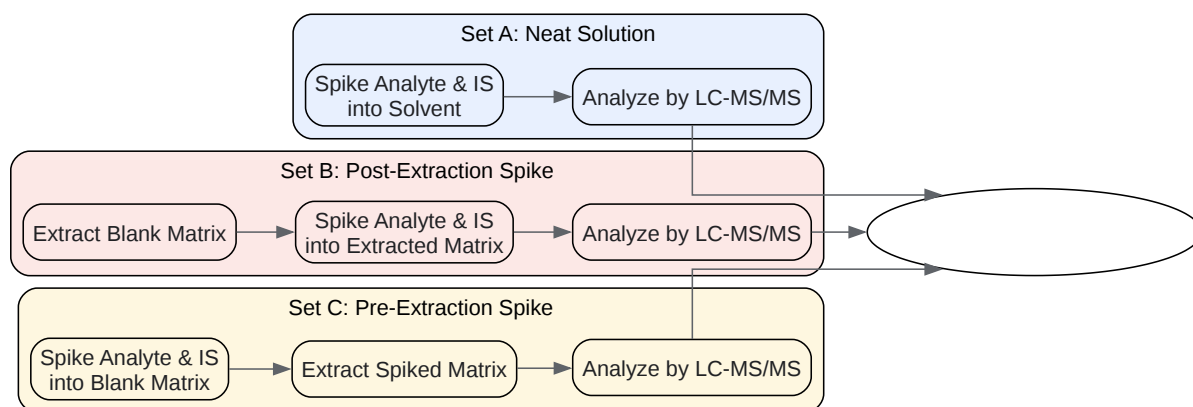 Set A: Neat Solution
Spike Analyte & IS
into Solvent
Analyze by LC-MS/MS
Set B: Post-Extraction Spike
Extract Blank Matrix
Spike Analyte & IS
into Extracted Matrix
Analyze by LC-MS/MS
Set C: Pre-Extraction Spike
Spike Analyte & IS
into Blank Matrix
Extract Spiked Matrix
Analyze by LC-MS/MS